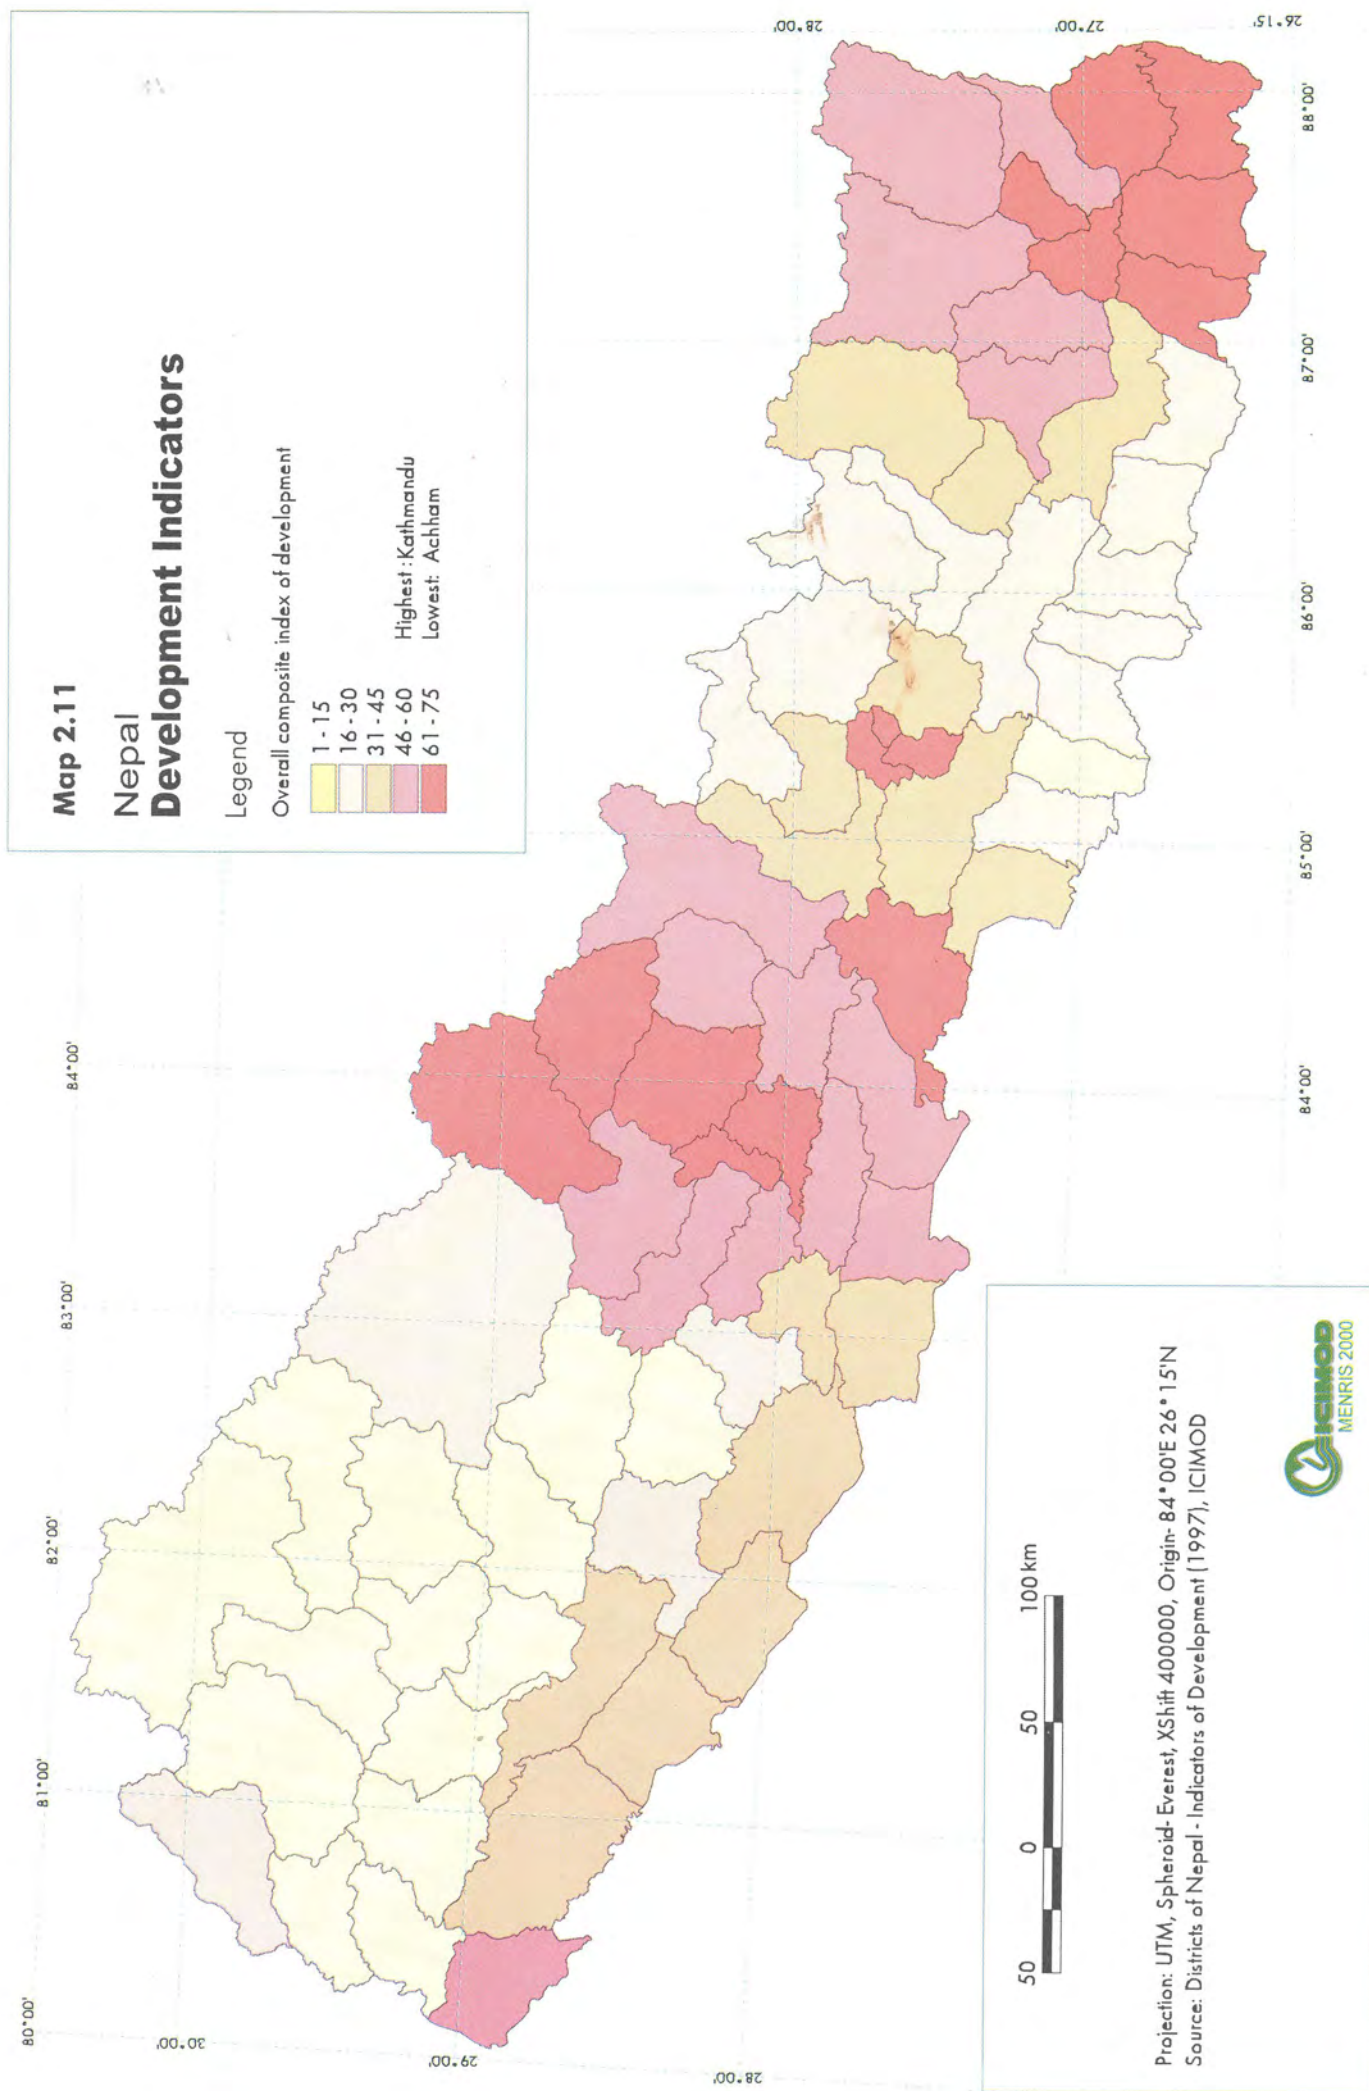 Map 2.11
Nepal
Development Indicators
Legend
Overall composite index of development
1 - 15
16 - 30
31 - 45
46 - 60
61 - 75
Highest : Kathmandu
Lowest: Achham
80°00'
81°00'
82°00'
83°00'
84°00'
30°00'
29°00'
28°00'
28°00'
27°00'
26°15'
84°00'
85°00'
86°00'
87°00'
88°00'
50 0 50 100 km
Projection: UTM, Spheroid- Everest, XShift 400000, Origin- 84°00'E 26°15'N
Source: Districts of Nepal - Indicators of Development (1997), ICIMOD
ICIMOD
MENRIS 2000